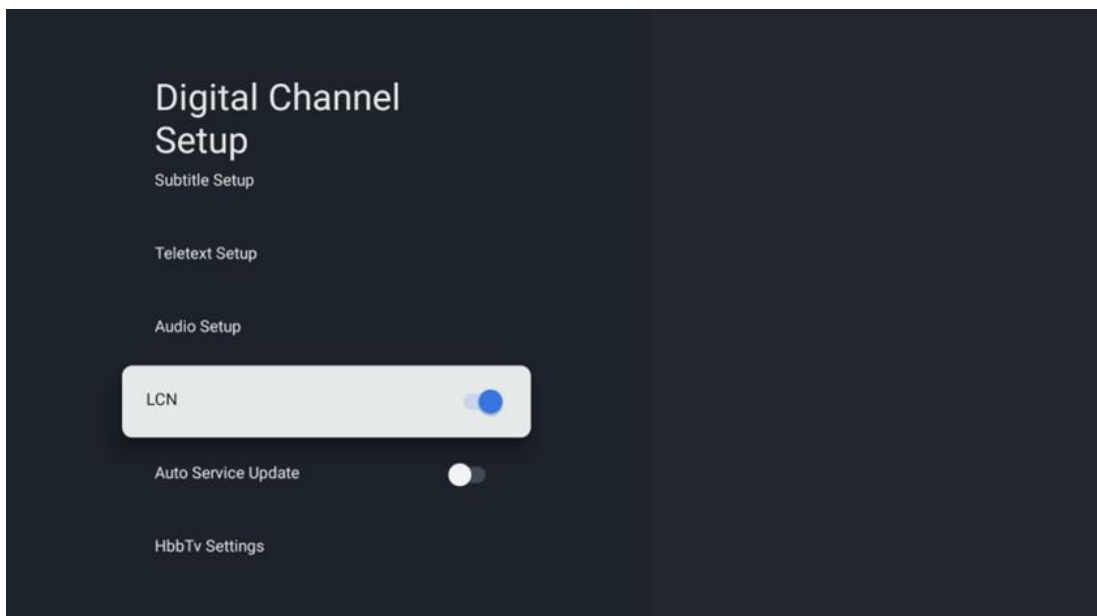 Digital Channel
Setup
Subtitle Setup
Teletext Setup
Audio Setup
LCN
Auto Service Update
HbbTv Settings